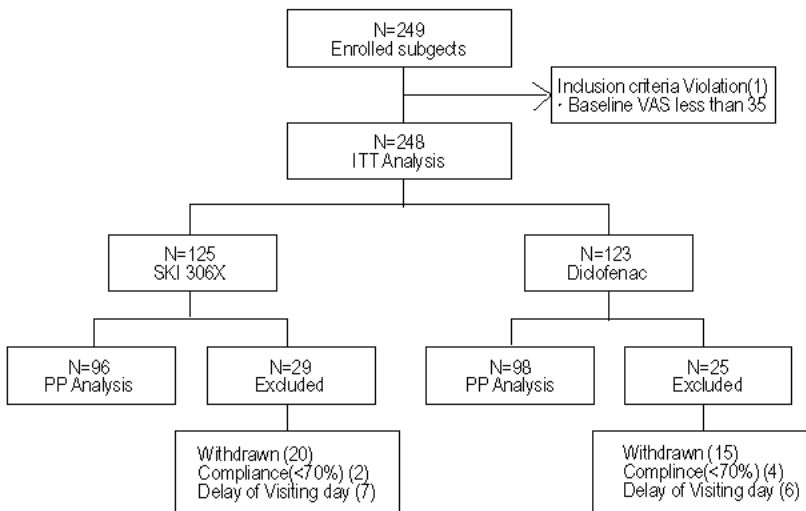 N=249
Enrolled subgects
Inclusion criteria Violation(1)
· Baseline VAS less than 35
N=248
ITT Analysis
N=125
SKI 306X
N=123
Diclofenac
N=96
PP Analysis
N=29
Excluded
N=98
PP Analysis
N=25
Excluded
Withdrawn (20)
Compliance(<70%) (2)
Delay of Visiting day (7)
Withdrawn (15)
Complince(<70%) (4)
Delay of Visiting day (6)